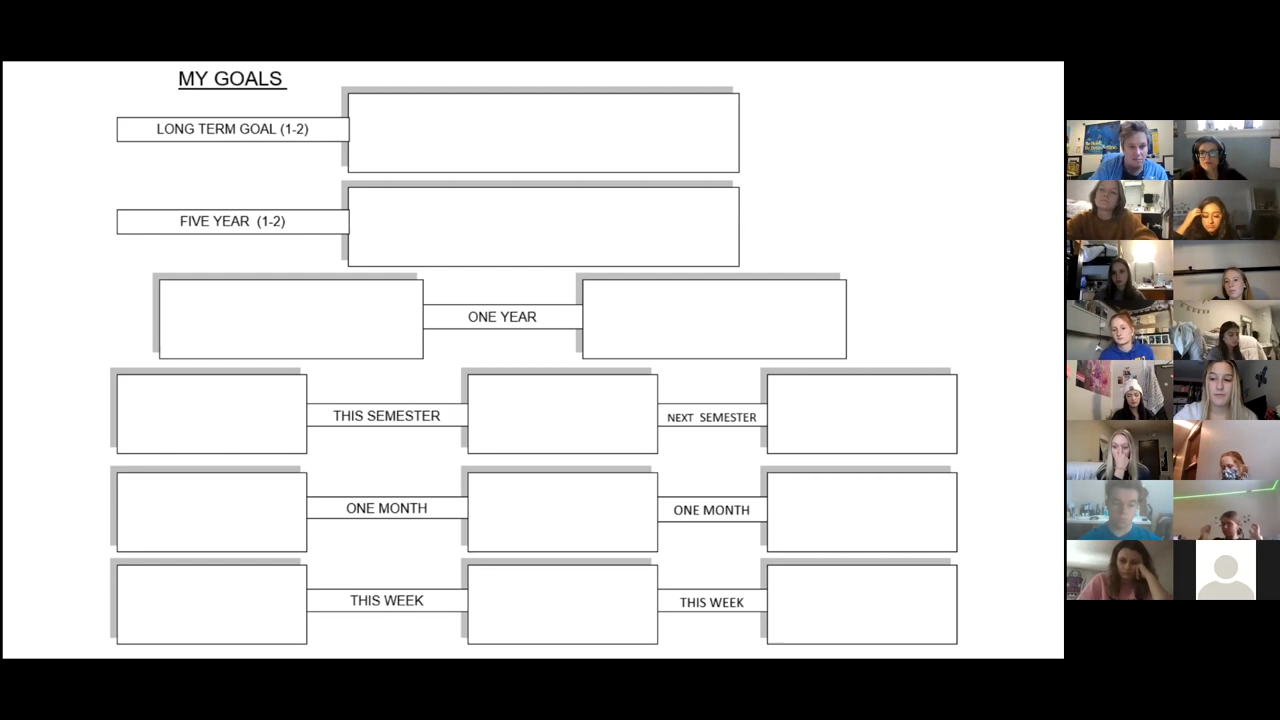 MY GOALS
LONG TERM GOAL (1-2)
FIVE YEAR (1-2)
ONE YEAR
THIS SEMESTER
NEXT SEMESTER
ONE MONTH
ONE MONTH
THIS WEEK
THIS WEEK